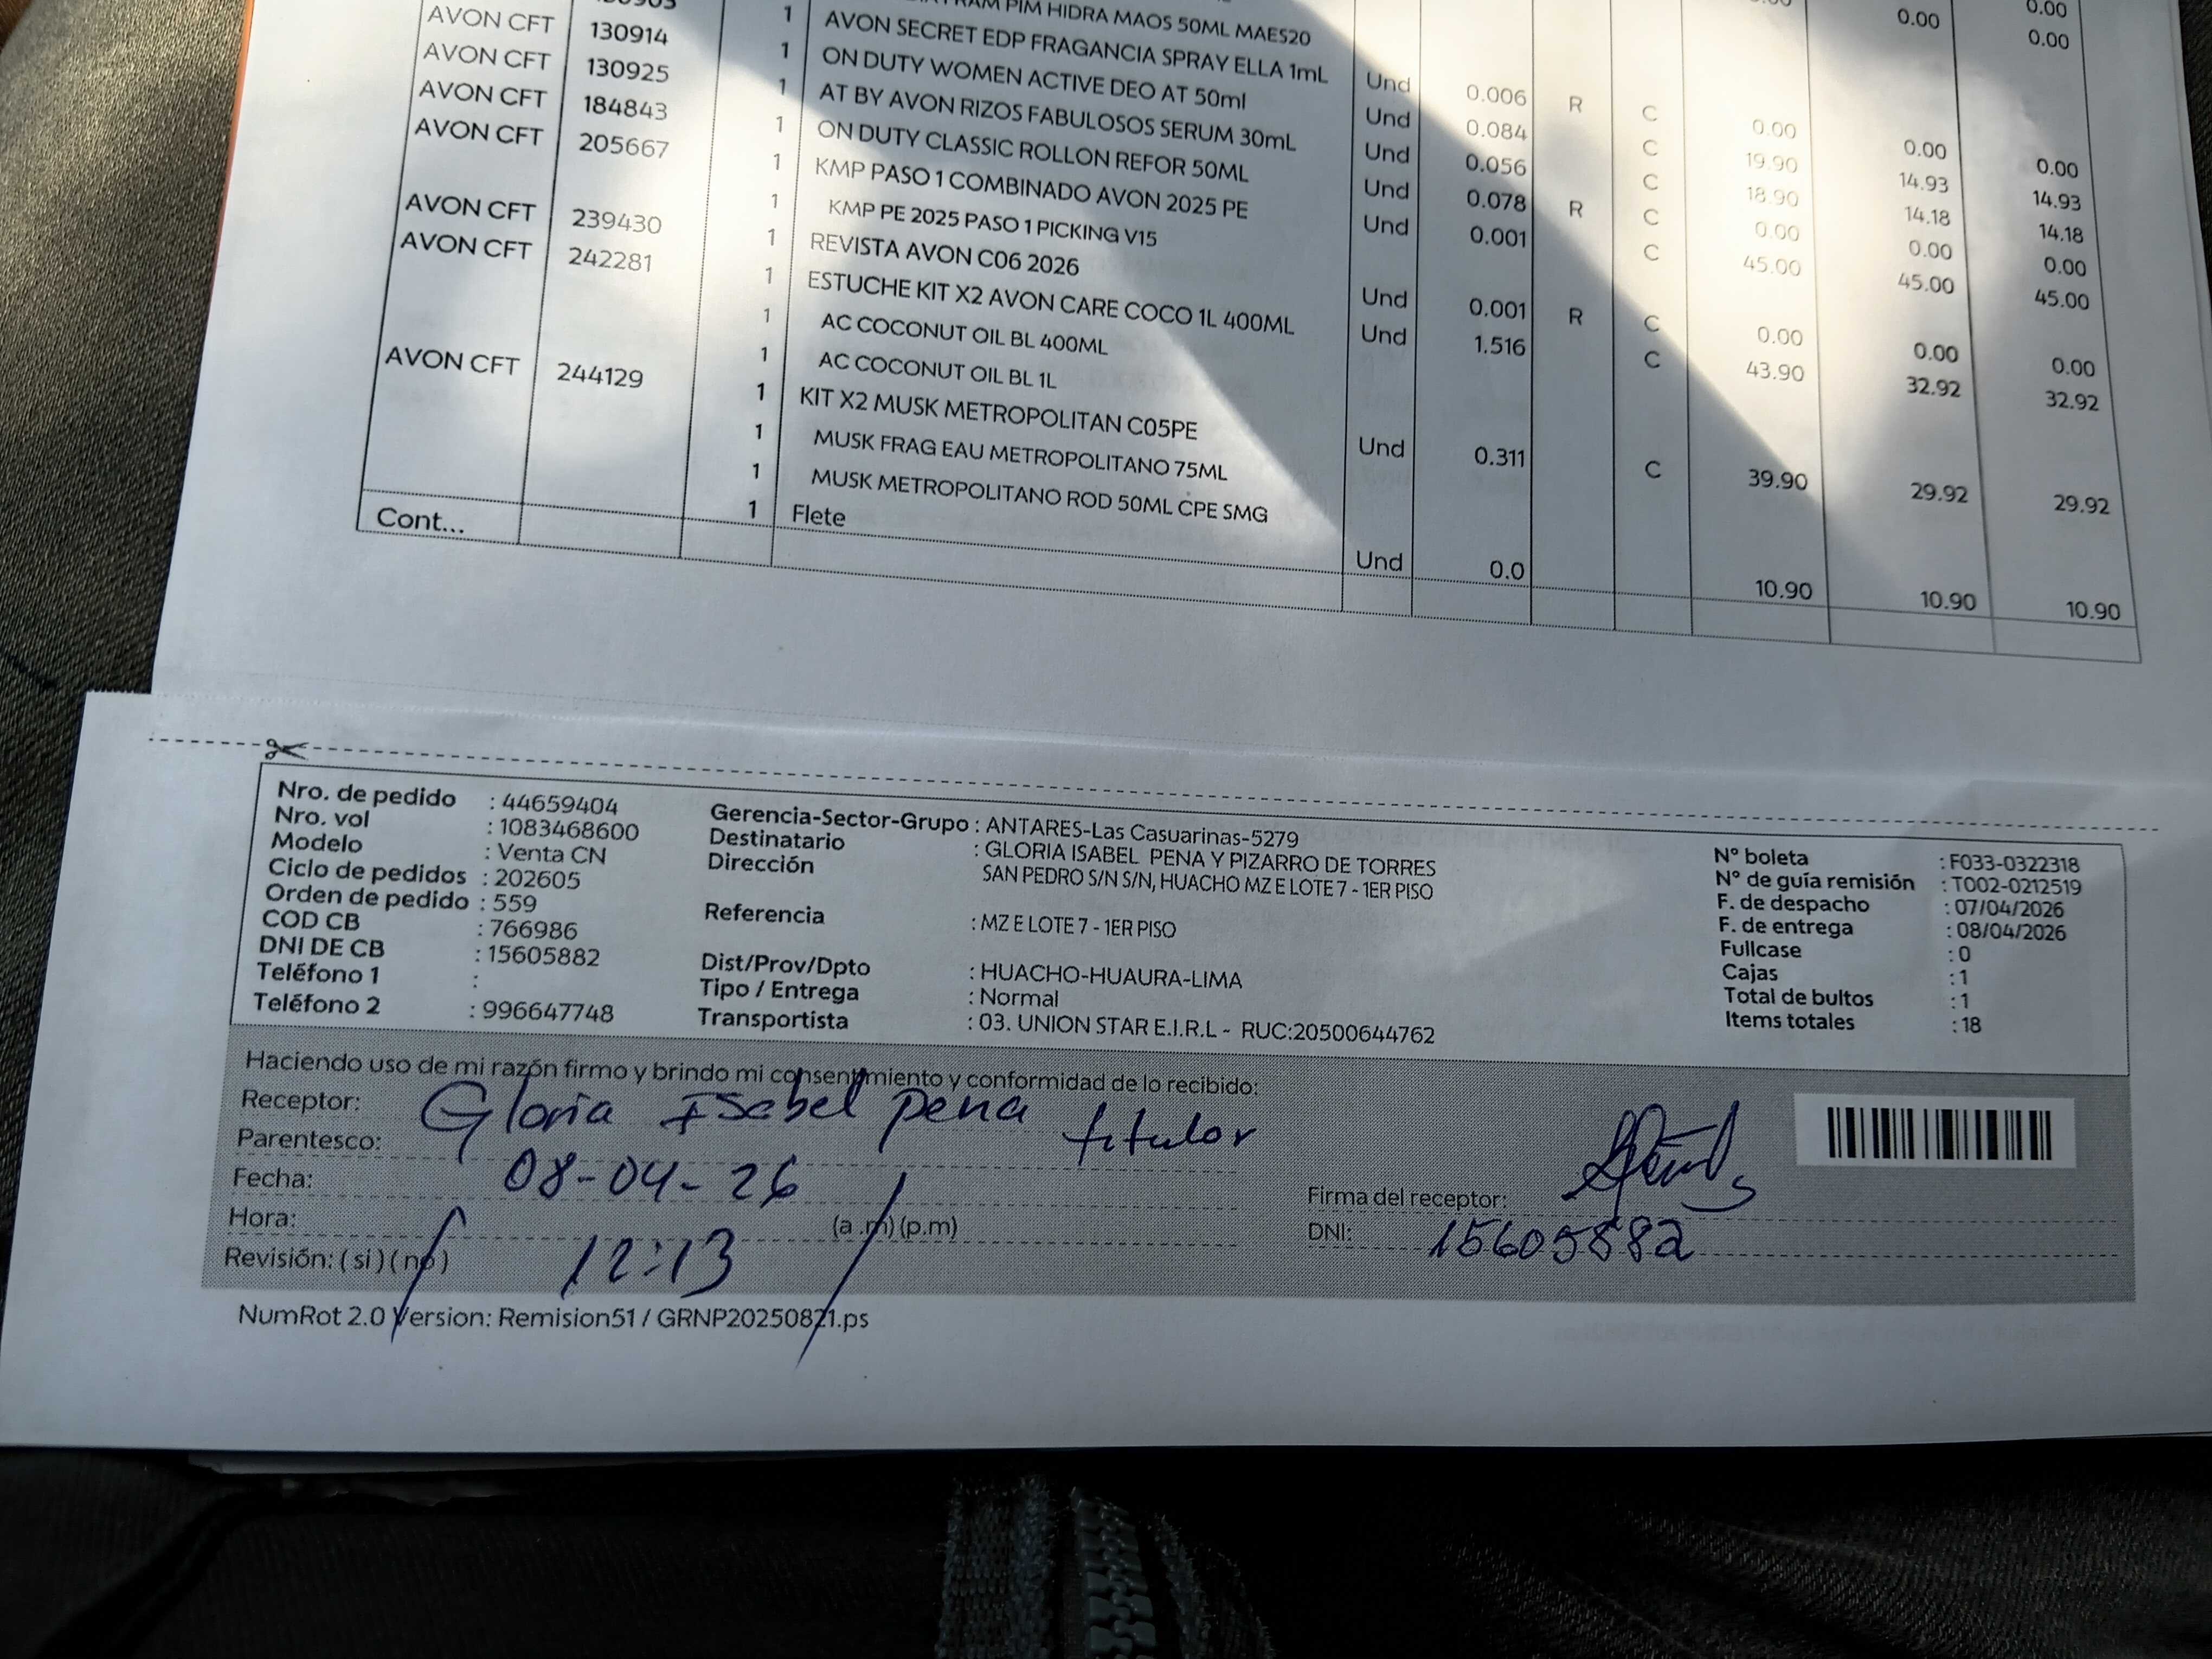 PIM HIDRA MAOS 50ML MAES20 0.00 0.00
AVON CFT 130914 1 AVON SECRET EDP FRAGANCIA SPRAY ELLA 1mL Und 0.006 R C 0.00 0.00 0.00
AVON CFT 130925 1 ON DUTY WOMEN ACTIVE DEO AT 50ml Und 0.084 C 19.90 14.93 14.93
AVON CFT 184843 1 AT BY AVON RIZOS FABULOSOS SERUM 30mL Und 0.056 C 18.90 14.18 14.18
AVON CFT 205667 1 ON DUTY CLASSIC ROLLON REFOR 50ML Und 0.078 R C 0.00 0.00 0.00
1 KMP PASO 1 COMBINADO AVON 2025 PE Und 0.001 C 45.00 45.00 45.00
1 KMP PE 2025 PASO 1 PICKING V15
AVON CFT 239430 1 REVISTA AVON C06 2026 Und 0.001 R C 0.00 0.00 0.00
AVON CFT 242281 1 ESTUCHE KIT X2 AVON CARE COCO 1L 400ML Und 1.516 C 43.90 32.92 32.92
1 AC COCONUT OIL BL 400ML
1 AC COCONUT OIL BL 1L
AVON CFT 244129 1 KIT X2 MUSK METROPOLITAN C05PE Und 0.311 C 39.90 29.92 29.92
1 MUSK FRAG EAU METROPOLITANO 75ML
1 MUSK METROPOLITANO ROD 50ML CPE SMG
1 Flete Und 0.0 10.90 10.90 10.90
Cont...
Nro. de pedido : 44659404
Nro. vol : 1083468600
Modelo : Venta CN
Ciclo de pedidos : 202605
Orden de pedido : 559
COD CB : 766986
DNI DE CB : 15605882
Teléfono 1 :
Teléfono 2 : 996647748
Gerencia-Sector-Grupo : ANTARES-Las Casuarinas-5279
Destinatario : GLORIA ISABEL PENA Y PIZARRO DE TORRES
Dirección SAN PEDRO S/N S/N, HUACHO MZ E LOTE 7 - 1ER PISO
Referencia : MZ E LOTE 7 - 1ER PISO
Dist/Prov/Dpto : HUACHO-HUAURA-LIMA
Tipo / Entrega : Normal
Transportista : 03. UNION STAR E.I.R.L - RUC:20500644762
N° boleta : F033-0322318
N° de guía remisión : T002-0212519
F. de despacho : 07/04/2026
F. de entrega : 08/04/2026
Fullcase : 0
Cajas : 1
Total de bultos : 1
Items totales : 18
Haciendo uso de mi razón firmo y brindo mi consentimiento y conformidad de lo recibido:
Receptor: Gloria Isabel Pena
Parentesco: titular
Fecha: 08-04-26
Hora: 12:13 (a.m)(p.m)
Revisión: (si)(no)
Firma del receptor:
DNI: 15605882
NumRot 2.0 Version: Remision51 / GRNP20250821.ps